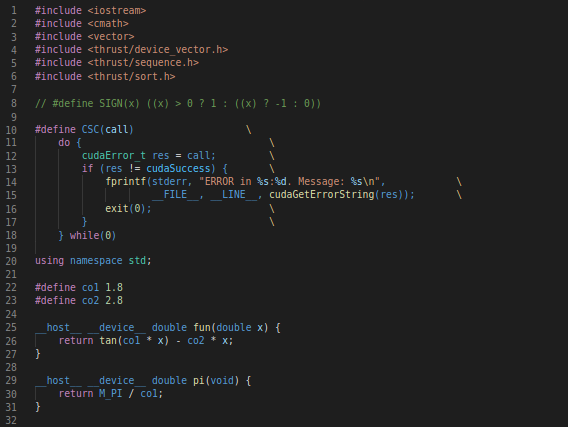 1 #include <iostream>
2 #include <cmath>
3 #include <vector>
4 #include <thrust/device_vector.h>
5 #include <thrust/sequence.h>
6 #include <thrust/sort.h>
7
8 // #define SIGN(x) ((x) > 0 ? 1 : ((x) ? -1 : 0))
9
10 #define CSC(call) \
11 do { \
12 cudaError_t res = call; \
13 if (res != cudaSuccess) { \
14 fprintf(stderr, "ERROR in %s:%d. Message: %s\n", \
15 __FILE__, __LINE__, cudaGetErrorString(res)); \
16 exit(0); \
17 } \
18 } while(0)
19
20 using namespace std;
21
22 #define co1 1.8
23 #define co2 2.8
24
25 __host__ __device__ double fun(double x) {
26 return tan(co1 * x) - co2 * x;
27 }
28
29 __host__ __device__ double pi(void) {
30 return M_PI / co1;
31 }
32